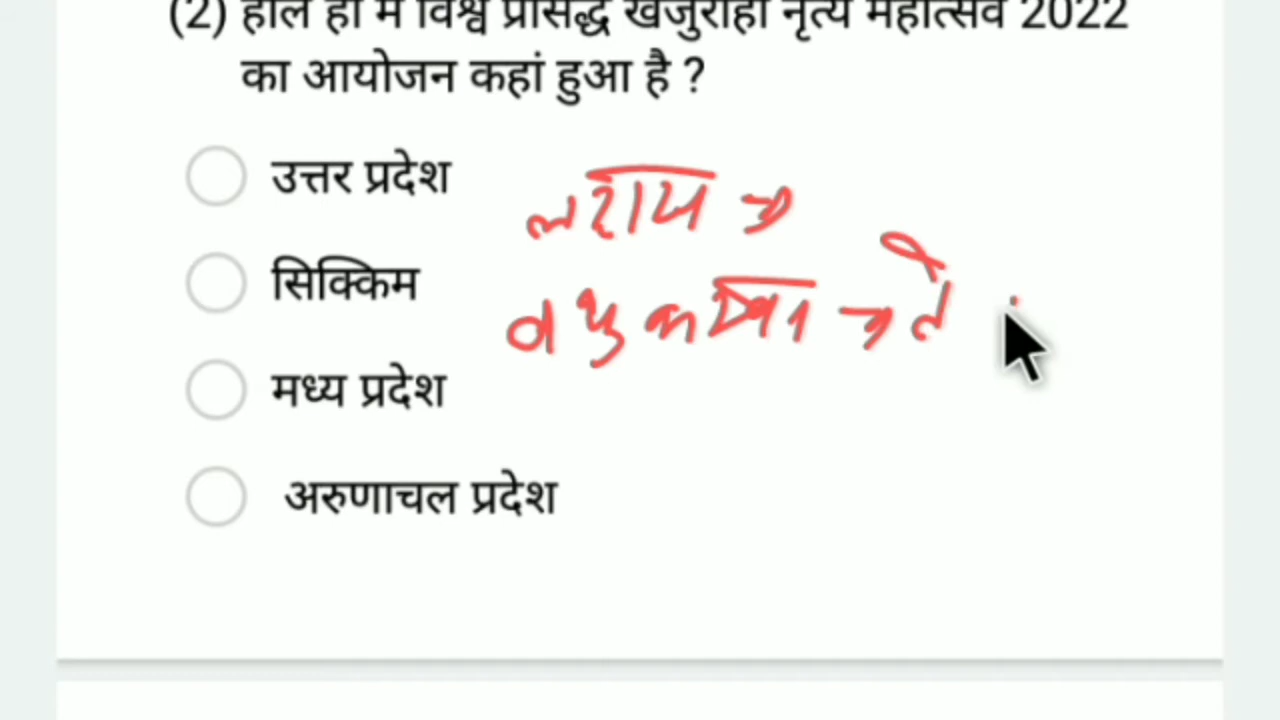 (2) हाल ही में विश्व प्रसिद्ध खजुराहो नृत्य महोत्सव 2022
का आयोजन कहां हुआ है ?
उत्तर प्रदेश
सिक्किम
मध्य प्रदेश
अरुणाचल प्रदेश